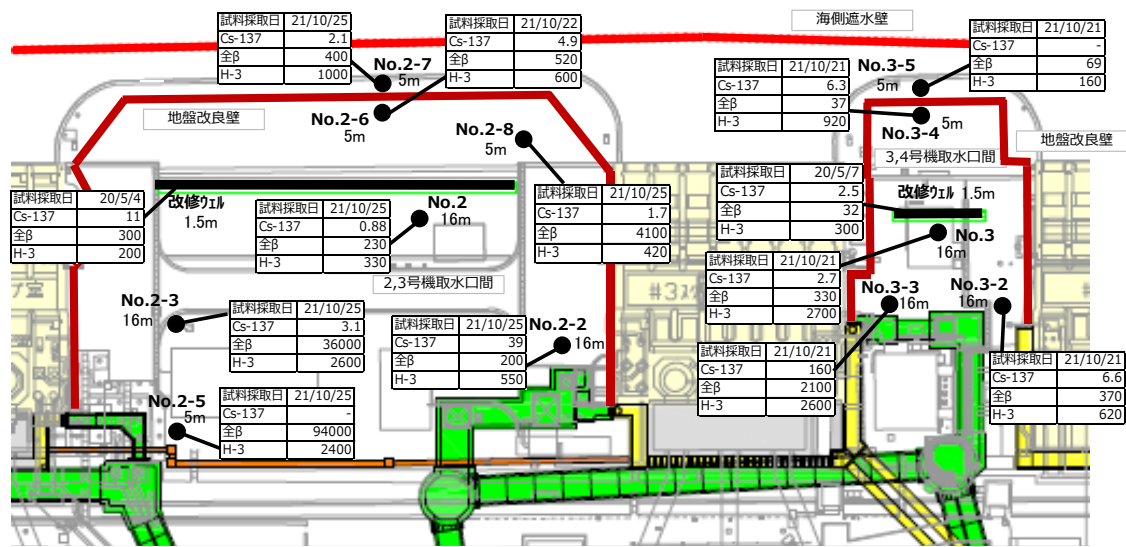 試料採取日 21/10/25
Cs-137 2.1
全β 400
H-3 1000
試料採取日 21/10/22
Cs-137 4.9
全β 520
H-3 600
海側遮水壁
試料採取日 21/10/21
Cs-137 -
全β 69
H-3 160
No.2-7
5m
No.3-5
5m
試料採取日 21/10/21
Cs-137 6.3
全β 37
H-3 920
地盤改良壁
No.2-6
5m
No.2-8
5m
No.3-4
5m
地盤改良壁
3,4号機取水口間
試料採取日 20/5/4
Cs-137 11
全β 300
H-3 200
改修ウェル
1.5m
試料採取日 21/10/25
Cs-137 0.88
全β 230
H-3 330
No.2
16m
試料採取日 21/10/25
Cs-137 1.7
全β 4100
H-3 420
試料採取日 20/5/7
Cs-137 2.5
全β 32
H-3 300
改修ウェル 1.5m
No.3
16m
2,3号機取水口間
試料採取日 21/10/21
Cs-137 2.7
全β 330
H-3 2700
No.2-3
16m
試料採取日 21/10/25
Cs-137 3.1
全β 36000
H-3 2600
試料採取日 21/10/25
Cs-137 39
全β 200
H-3 550
No.2-2
16m
No.3-3
16m
No.3-2
16m
試料採取日 21/10/21
Cs-137 160
全β 2100
H-3 2600
試料採取日 21/10/21
Cs-137 6.6
全β 370
H-3 620
No.2-5
5m
試料採取日 21/10/25
Cs-137 -
全β 94000
H-3 2400